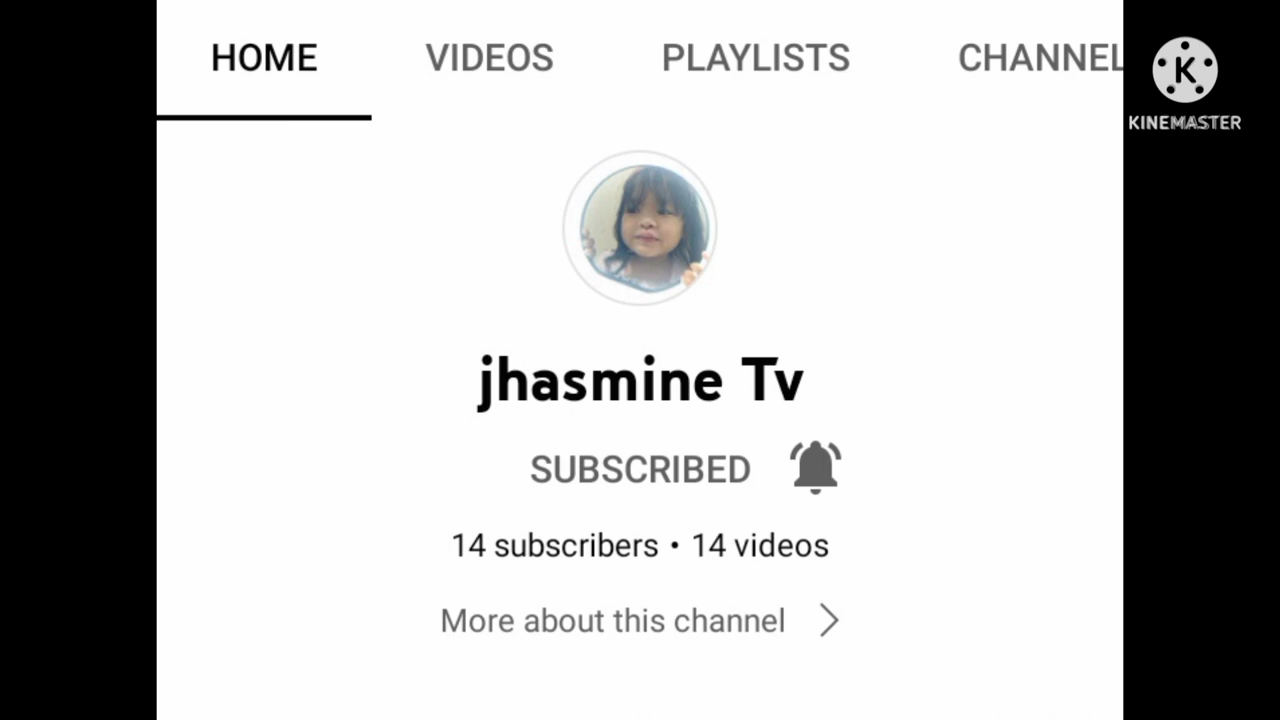 HOME VIDEOS PLAYLISTS CHANNEL
K
KINEMASTER
jhasmine Tv
SUBSCRIBED
14 subscribers • 14 videos
More about this channel